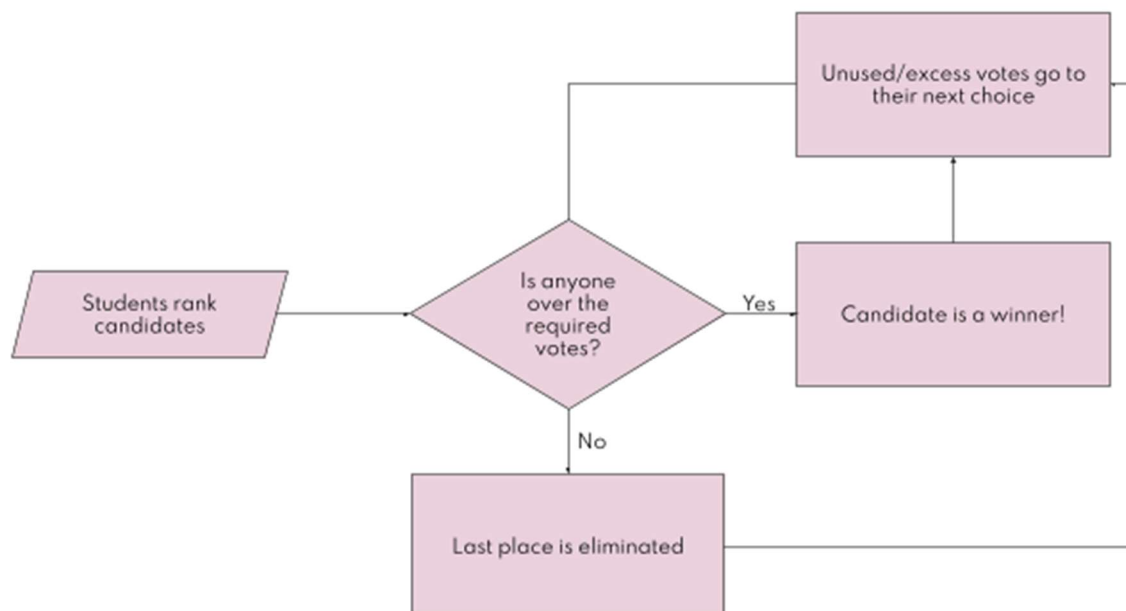 Unused/excess votes go to
their next choice
Students rank
candidates
Is anyone
over the
required
votes?
Yes
Candidate is a winner!
No
Last place is eliminated